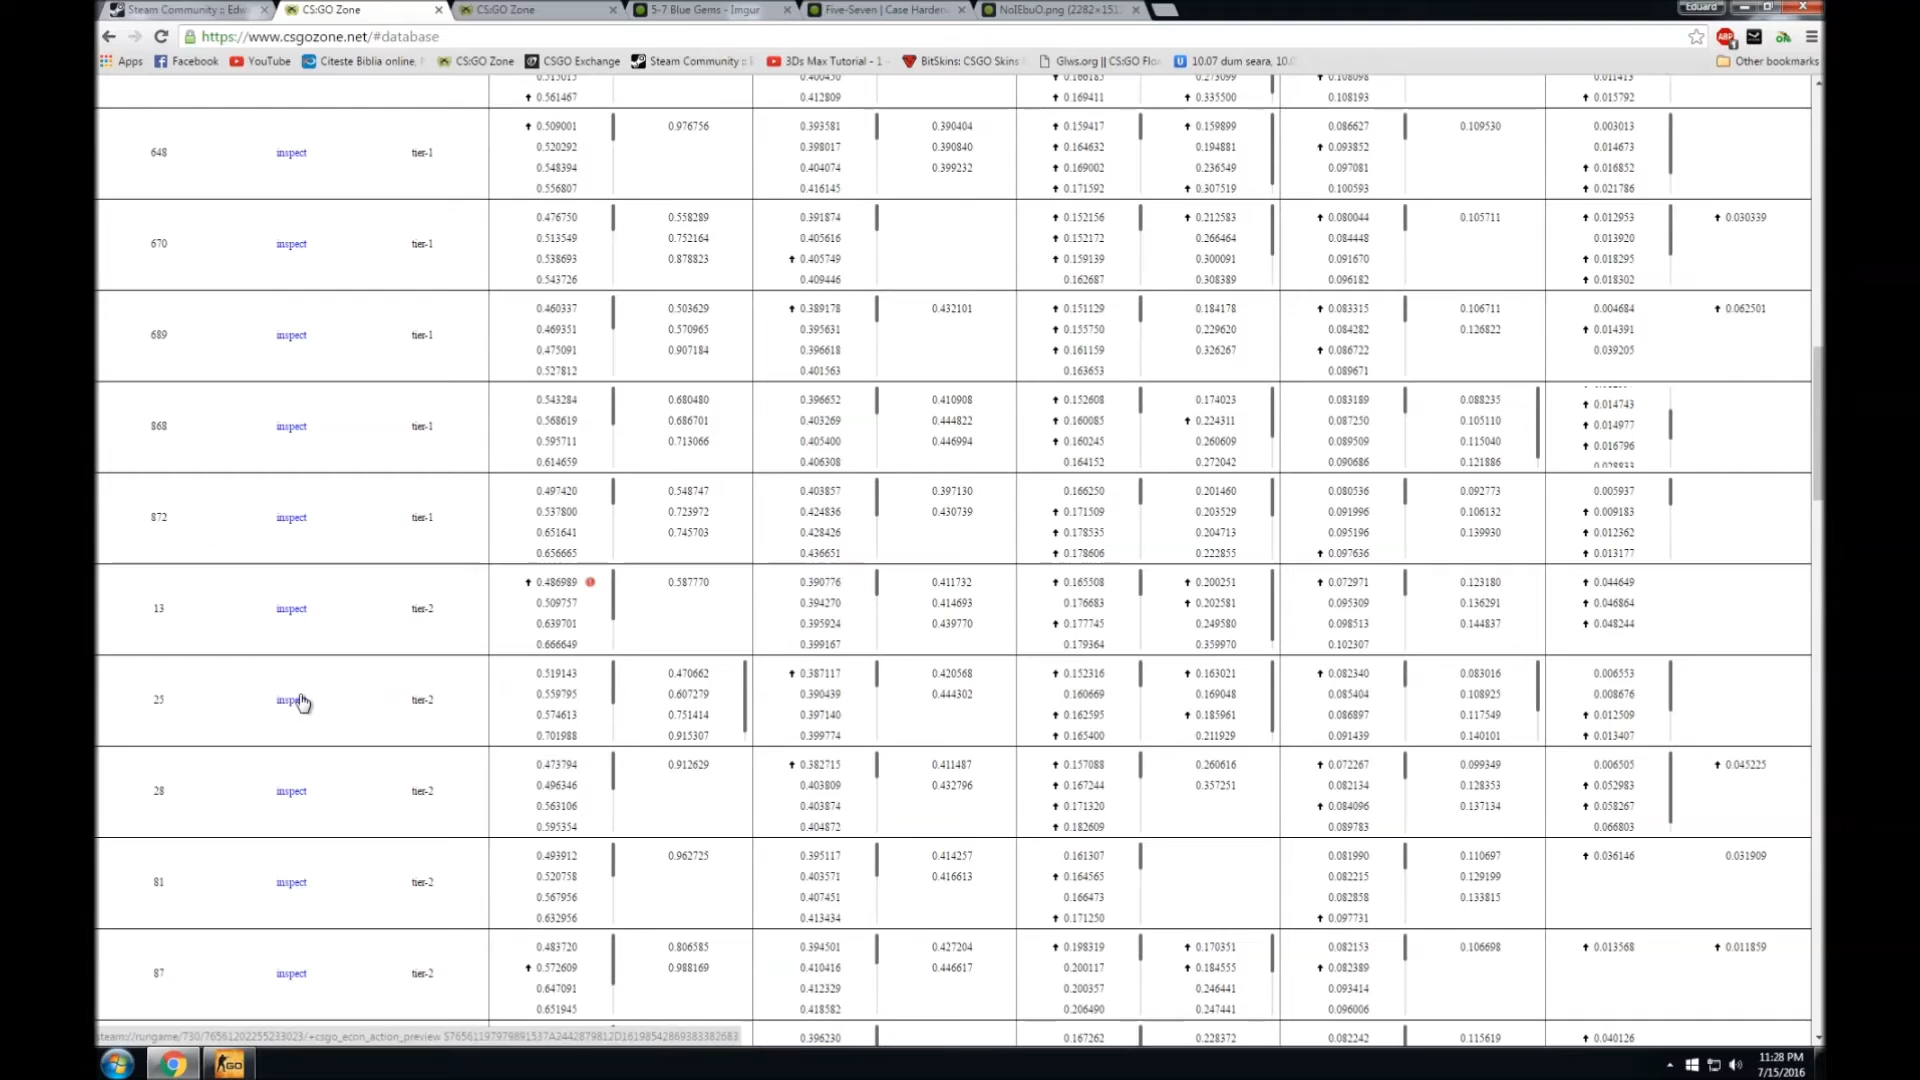 Steam Community :: Edw
CS:GO Zone
CS:GO Zone
5-7 Blue Gems - Imgur
Five-Seven | Case Harden
NoIEbuO.png (2282×151
Eduard
https://www.csgozone.net/#database
Apps Facebook YouTube Citeste Biblia online, CS:GO Zone CSGO Exchange Steam Community :: 3Ds Max Tutorial - 1 BitSkins: CSGO Skins Glws.org || CS:GO Flo 10.07 dum seara, 10.0 Other bookmarks
↑ 0.561467 0.412809 ↑ 0.169411 ↑ 0.335500 0.108193 ↑ 0.015792
↑ 0.509001 0.976756 0.393581 0.390404 ↑ 0.159417 ↑ 0.159899 0.086627 0.109530 0.003013
0.520292 0.398017 0.390840 ↑ 0.164632 0.194881 ↑ 0.093852 0.014673
648 inspect tier-1
0.548394 0.404074 0.399232 ↑ 0.169002 0.236549 0.097081 ↑ 0.016852
0.556807 0.416145 ↑ 0.171592 ↑ 0.307519 0.100593 ↑ 0.021786
0.476750 0.558289 0.391874 ↑ 0.152156 ↑ 0.212583 ↑ 0.080044 0.105711 ↑ 0.012953 ↑ 0.030339
0.513549 0.752164 0.405616 ↑ 0.152172 0.266464 0.084448 0.013920
670 inspect tier-1
0.538693 0.878823 ↑ 0.405749 ↑ 0.159139 0.300091 0.091670 ↑ 0.018295
0.543726 0.409446 0.162687 0.308389 0.096182 ↑ 0.018302
0.460337 0.503629 ↑ 0.389178 0.432101 ↑ 0.151129 0.184178 ↑ 0.083315 0.106711 0.004684 ↑ 0.062501
0.469351 0.570965 0.395631 ↑ 0.155750 0.229620 0.084282 0.126822 ↑ 0.014391
689 inspect tier-1
0.475091 0.907184 0.396618 ↑ 0.161159 0.326267 ↑ 0.086722 0.039205
0.527812 0.401563 0.163653 0.089671
0.543284 0.680480 0.396652 0.410908 ↑ 0.152608 0.174023 0.083189 0.088235 ↑ 0.014743
0.568619 0.686701 0.403269 0.444822 ↑ 0.160085 ↑ 0.224311 0.087250 0.105110 ↑ 0.014977
868 inspect tier-1
0.595711 0.713066 0.405400 0.446994 ↑ 0.160245 0.260609 0.089509 0.115040 ↑ 0.016796
0.614659 0.406308 ↑ 0.164152 0.272042 0.090686 0.121886
0.497420 0.548747 0.403857 0.397130 0.166250 0.201460 0.080536 0.092773 0.005937
0.537800 0.723972 0.424836 0.430739 ↑ 0.171509 0.203529 0.091996 0.106132 ↑ 0.009183
872 inspect tier-1
0.651641 0.745703 0.428426 ↑ 0.178535 0.204713 0.095196 0.139930 ↑ 0.012362
0.656665 0.436651 ↑ 0.178606 0.222855 ↑ 0.097636 ↑ 0.013177
↑ 0.486989 0.587770 0.390776 0.411732 ↑ 0.165508 ↑ 0.200251 ↑ 0.072971 0.123180 ↑ 0.044649
0.509757 0.394270 0.414693 0.176683 ↑ 0.202581 0.095309 0.136291 ↑ 0.046864
13 inspect tier-2
0.639701 0.395924 0.439770 ↑ 0.177745 0.249580 0.098513 0.144837 ↑ 0.048244
0.666649 0.399167 0.179364 0.359970 0.102307
0.519143 0.470662 ↑ 0.387117 0.420568 ↑ 0.152316 ↑ 0.163021 ↑ 0.082340 0.083016 0.006553
0.559795 0.607279 0.390439 0.444302 0.160669 0.169048 0.085404 0.108925 0.008676
25 tier-2
0.574613 0.751414 0.397140 ↑ 0.162595 ↑ 0.185961 0.086897 0.117549 ↑ 0.012509
0.701988 0.915307 0.399774 ↑ 0.165400 0.211929 0.091439 0.140101 ↑ 0.013407
0.473794 0.912629 ↑ 0.382715 0.411487 ↑ 0.157088 0.260616 ↑ 0.072267 0.099349 0.006505 ↑ 0.045225
0.496346 0.403809 0.432796 ↑ 0.167244 0.357251 0.082134 0.128353 ↑ 0.052983
28 inspect tier-2
0.563106 0.403874 ↑ 0.171320 ↑ 0.084096 0.137134 ↑ 0.058267
0.595354 0.404872 ↑ 0.182609 0.089783 0.066803
0.493912 0.962725 0.395117 0.414257 0.161307 0.081990 0.110697 ↑ 0.036146 0.031909
0.520758 0.403571 0.416613 ↑ 0.164565 0.082215 0.129199
81 inspect tier-2
0.567956 0.407451 0.166473 0.082858 0.133815
0.632956 0.413434 ↑ 0.171250 ↑ 0.097731
0.483720 0.806585 0.394501 0.427204 ↑ 0.198319 ↑ 0.170351 0.082153 0.106698 ↑ 0.013568 ↑ 0.011859
↑ 0.572609 0.988169 0.410416 0.446617 0.200117 ↑ 0.184555 ↑ 0.082389
87 inspect tier-2
0.647091 0.412329 0.200357 0.246441 0.093414
0.651945 0.418582 0.206490 0.247441 0.096006
0.396230 0.167262 0.228372 0.082242 0.115619 ↑ 0.040126
11:28 PM
7/15/2016